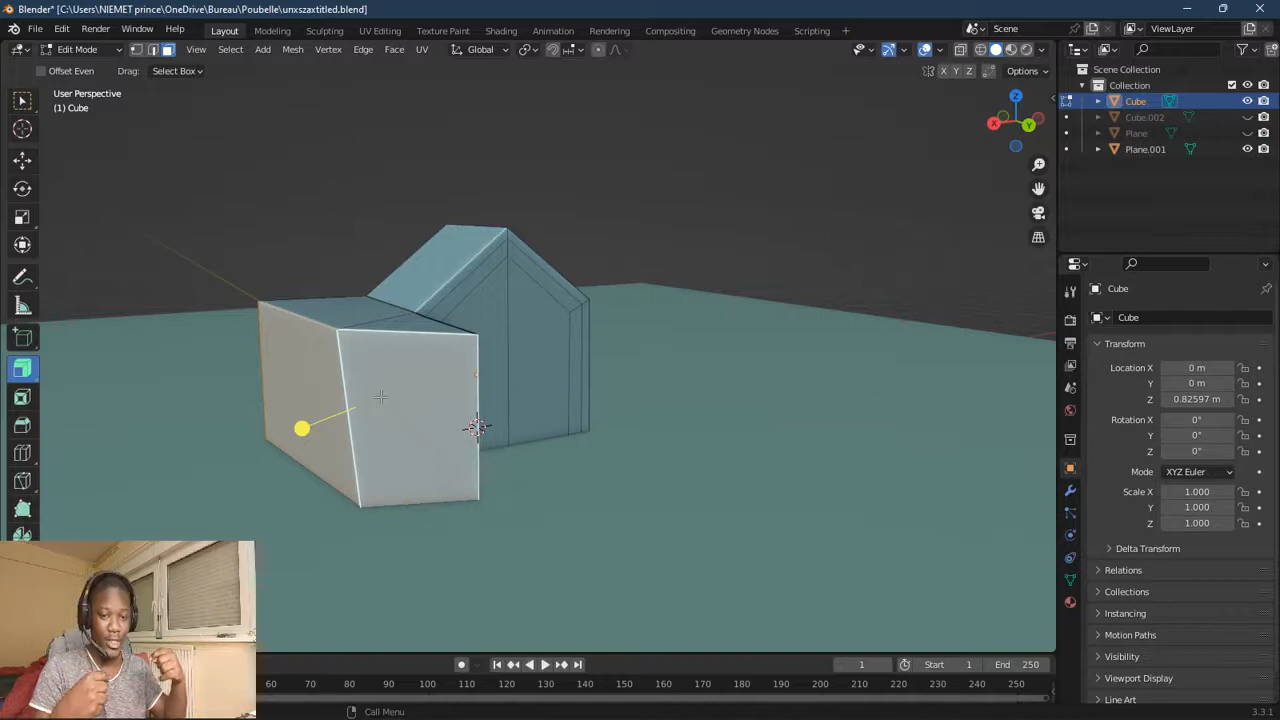 Blender* [C:\Users\NIEMET prince\OneDrive\Bureau\Poubelle\unxszaxtitled.blend]
File Edit Render Window Help Layout Modeling Sculpting UV Editing Texture Paint Shading Animation Rendering Compositing Geometry Nodes Scripting Scene ViewLayer
Edit Mode View Select Add Mesh Vertex Edge Face UV Global
Offset Even Drag: Select Box X Y Z Options
User Perspective
(1) Cube
Z
X
Y
Scene Collection
Collection
Cube
Cube.002
Plane
Plane.001
Cube
Cube
Transform
Location X 0 m
Y 0 m
Z 0.82597 m
Rotation X 0°
Y 0°
Z 0°
Mode XYZ Euler
Scale X 1.000
Y 1.000
Z 1.000
Delta Transform
Relations
Collections
Instancing
Motion Paths
Visibility
Viewport Display
Line Art
1 Start 1 End 250
60 70 80 90 100 110 120 130 140 150 160 170 180 190 200 210 220 230 240 250
Call Menu 3.3.1